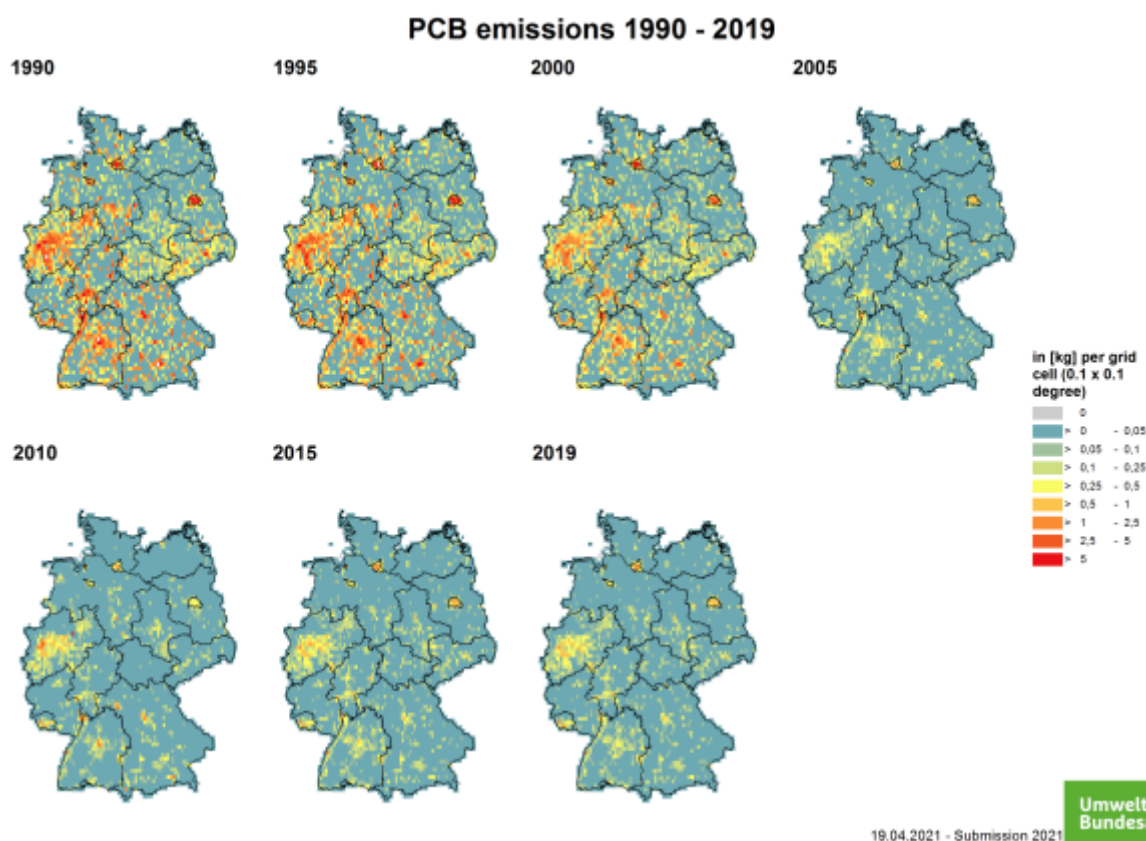 PCB emissions 1990 - 2019
1990
1995
2000
2005
in [kg] per grid
cell (0.1 x 0.1
degree)
0
> 0 - 0,05
> 0,05 - 0,1
> 0,1 - 0,25
> 0,25 - 0,5
> 0,5 - 1
> 1 - 2,5
> 2,5 - 5
> 5
2010
2015
2019
Umwelt
Bundes
19.04.2021 - Submission 2021